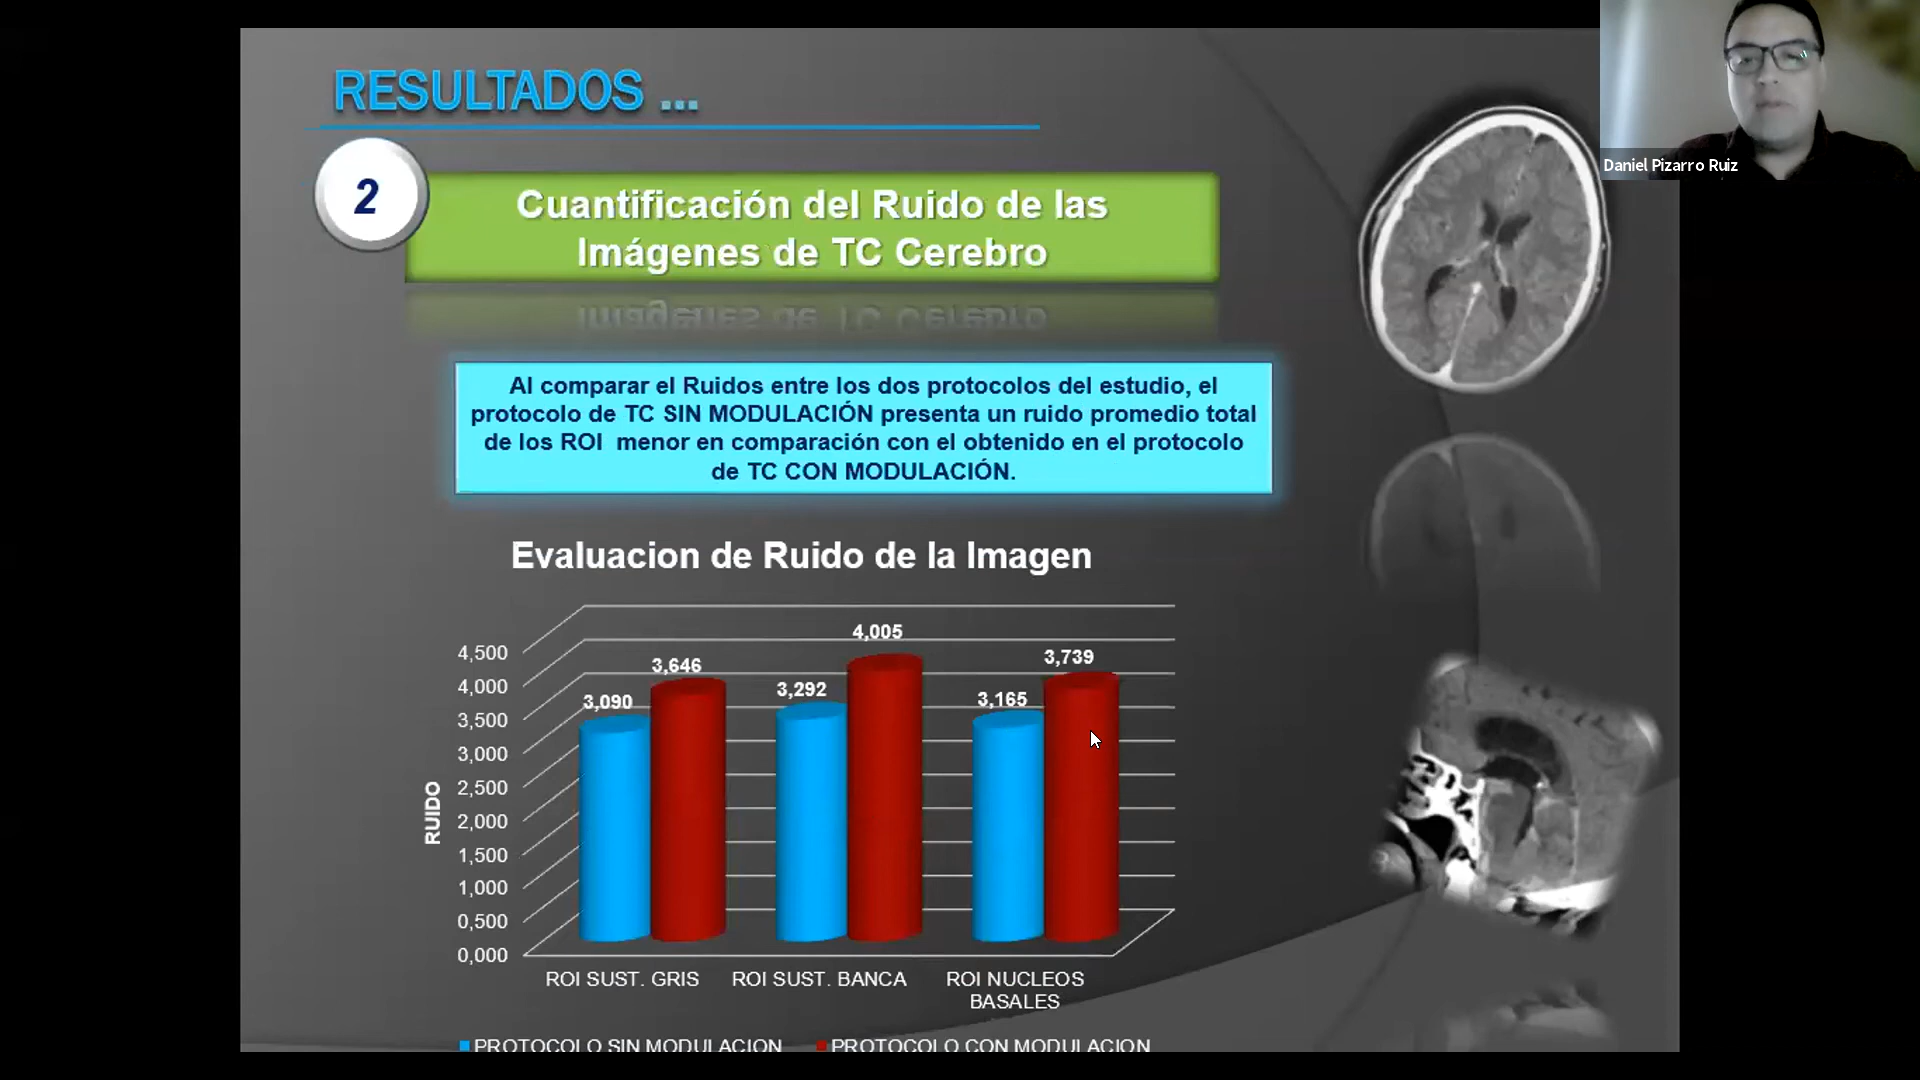 RESULTADOS ...
Daniel Pizarro Ruiz
2
Cuantificación del Ruido de las
Imágenes de TC Cerebro
Al comparar el Ruidos entre los dos protocolos del estudio, el
protocolo de TC SIN MODULACIÓN presenta un ruido promedio total
de los ROI menor en comparación con el obtenido en el protocolo
de TC CON MODULACIÓN.
Evaluacion de Ruido de la Imagen
RUIDO
4,500
4,000
3,500
3,000
2,500
2,000
1,500
1,000
0,500
0,000
3,090
3,646
3,292
4,005
3,165
3,739
ROI SUST. GRIS
ROI SUST. BANCA
ROI NUCLEOS
BASALES
PROTOCOLO SIN MODULACION
PROTOCOLO CON MODULACION